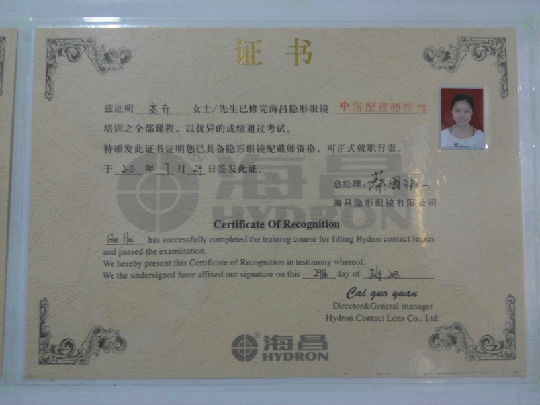 证书
兹证明 女士/先生已修完海昌隐形眼镜
培训之全部课程，以优异的成绩通过考试。
特颁发此证书证明您已具备隐形眼镜配戴师资格，可正式就职行责。
于 年 月 日签发此证。
总经理:
海昌隐形眼镜有限公司
海昌
HYDRON
Certificate Of Recognition
has successfully completed the training course for fitting Hydron contact lenses
and passed the examination.
We hereby present this Certificate of Recognition in testimony whereof.
We the undersigned have affixed our signature on this 29th day of July
Cai guo yuan
Director&General manager
Hydron Contact Lens Co., Ltd.
海昌
HYDRON